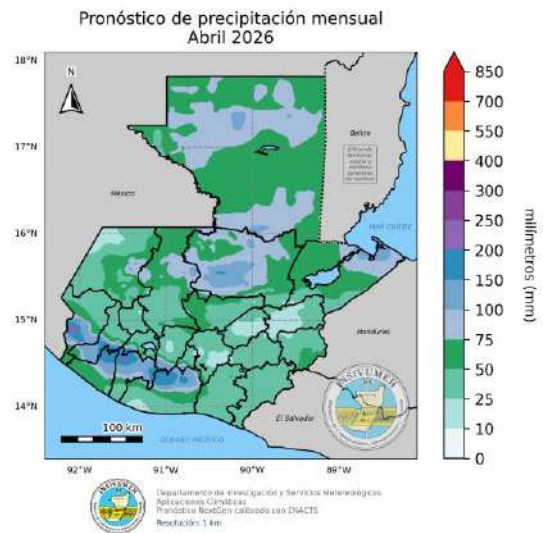 Pronóstico de precipitación mensual
Abril 2026
18°N
17°N
16°N
15°N
14°N
92°W
91°W
90°W
89°W
N
México
Belice
MAR CARIBE
Honduras
El Salvador
OCÉANO PACÍFICO
100 km
INSIVUMEH
850
700
550
400
300
250
200
150
100
75
50
25
10
0
milímetros (mm)
Departamento de Investigación y Servicios Meteorológicos
Aplicaciones Climáticas
Pronóstico NextGen calibrado con ENACTS
Resolución: 1 km